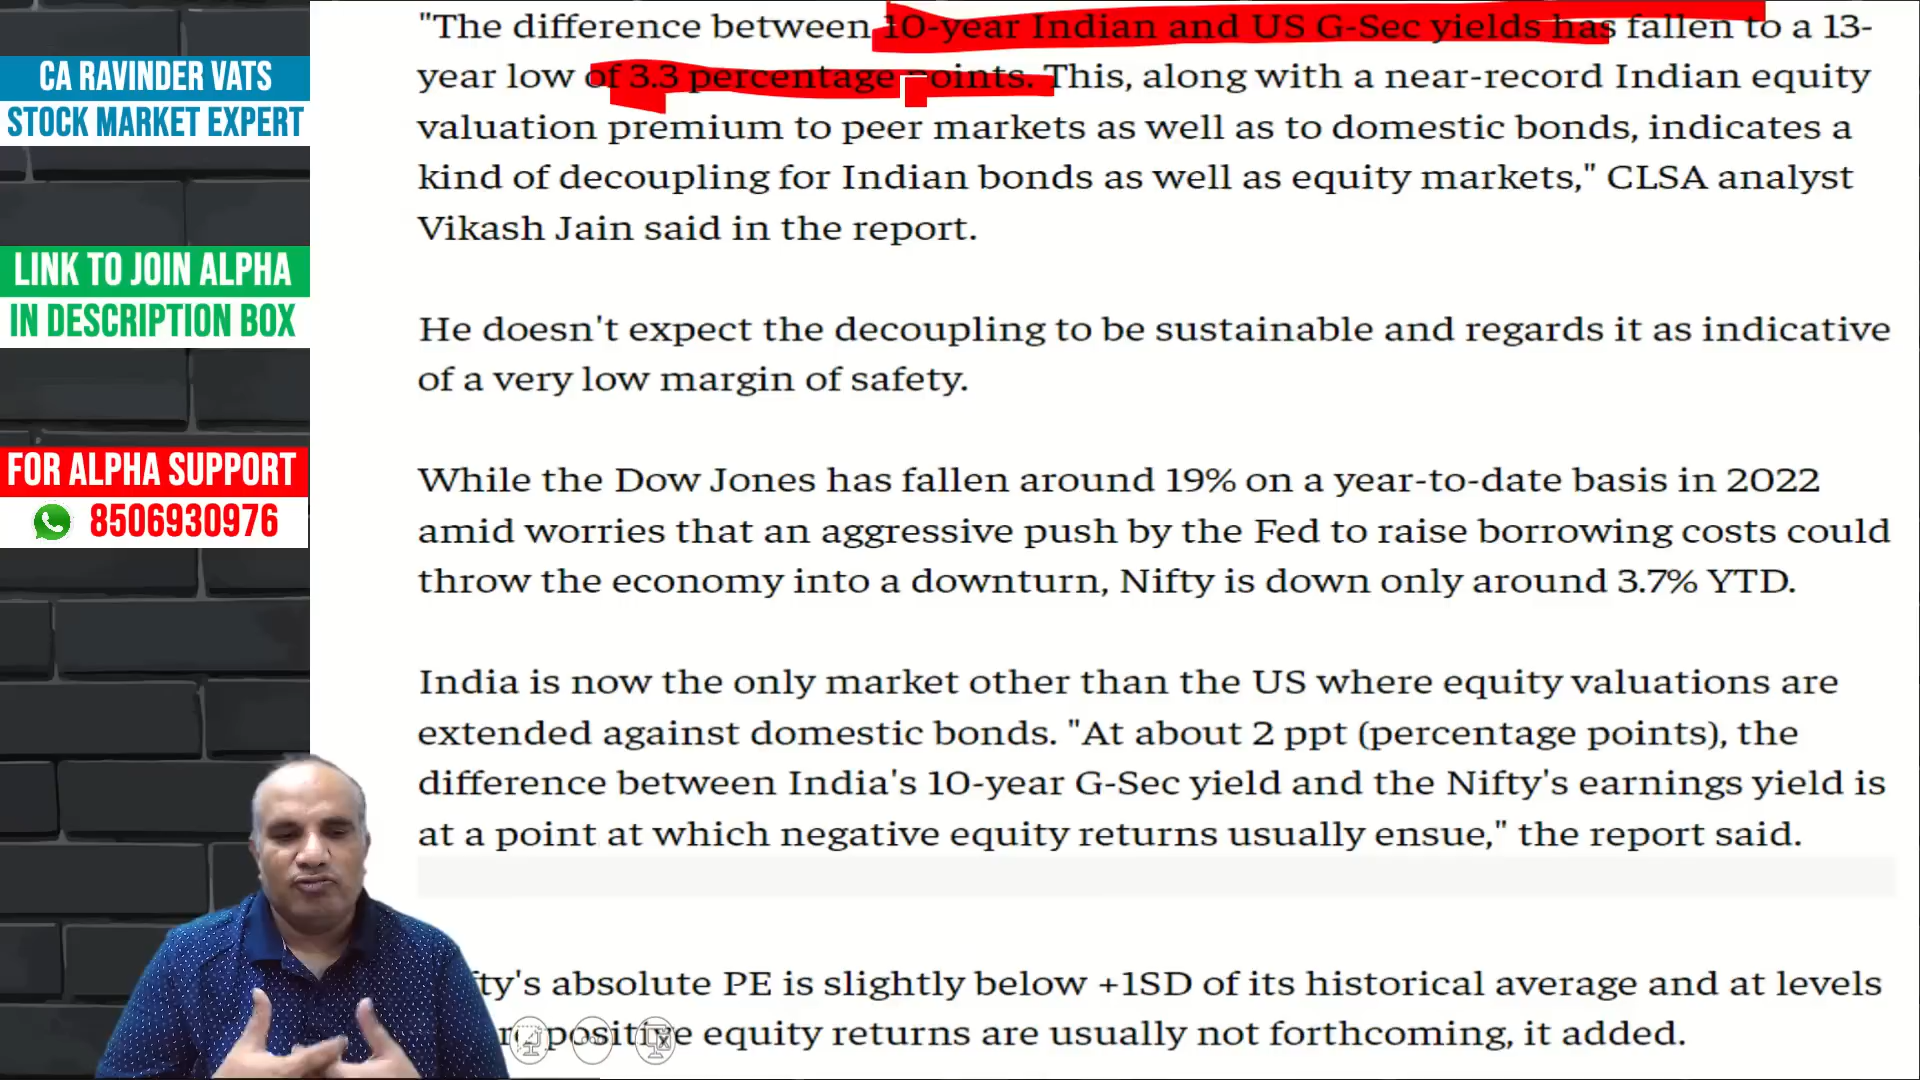 CA RAVINDER VATS
STOCK MARKET EXPERT
LINK TO JOIN ALPHA
IN DESCRIPTION BOX
FOR ALPHA SUPPORT
8506930976
"The difference between 10-year Indian and US G-Sec yields has fallen to a 13-
year low of 3.3 percentage points. This, along with a near-record Indian equity
valuation premium to peer markets as well as to domestic bonds, indicates a
kind of decoupling for Indian bonds as well as equity markets," CLSA analyst
Vikash Jain said in the report.
He doesn't expect the decoupling to be sustainable and regards it as indicative
of a very low margin of safety.
While the Dow Jones has fallen around 19% on a year-to-date basis in 2022
amid worries that an aggressive push by the Fed to raise borrowing costs could
throw the economy into a downturn, Nifty is down only around 3.7% YTD.
India is now the only market other than the US where equity valuations are
extended against domestic bonds. "At about 2 ppt (percentage points), the
difference between India's 10-year G-Sec yield and the Nifty's earnings yield is
at a point at which negative equity returns usually ensue," the report said.
absolute PE is slightly below +1SD of its historical average and at levels
positive equity returns are usually not forthcoming, it added.